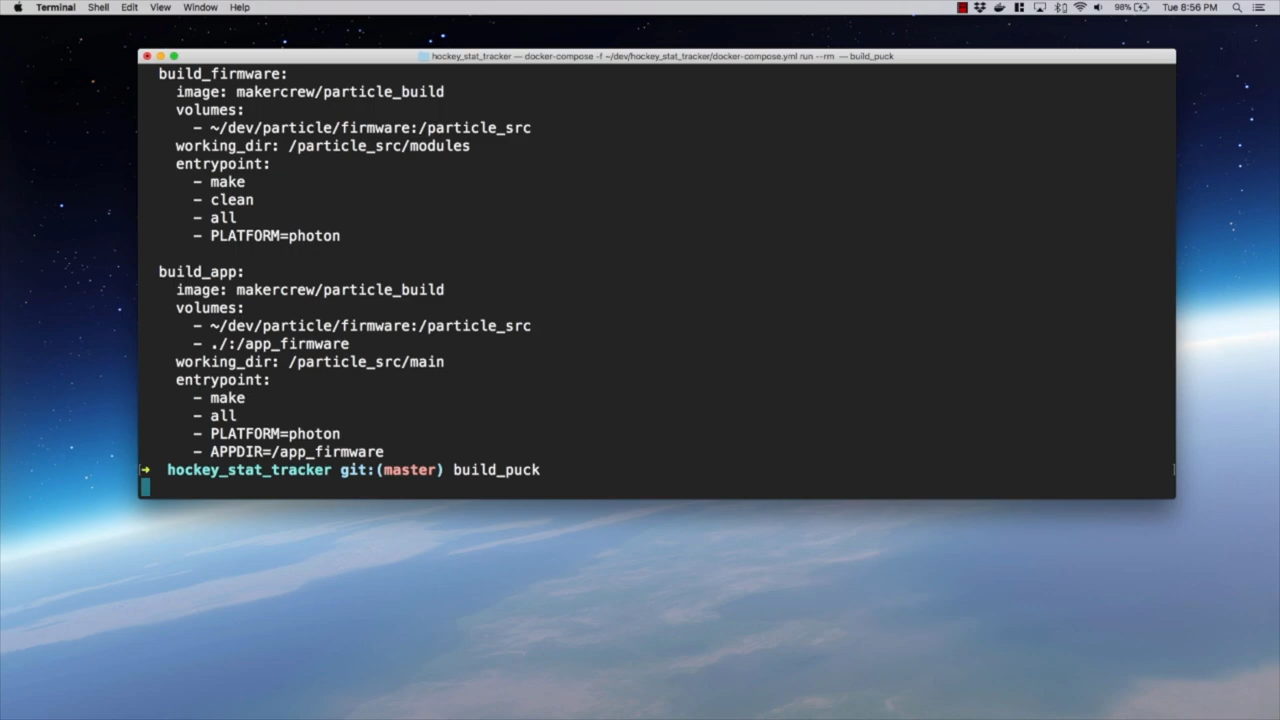 Terminal Shell Edit View Window Help 98% Tue 8:56 PM
hockey_stat_tracker — docker-compose -f ~/dev/hockey_stat_tracker/docker-compose.yml run --rm — build_puck
build_firmware:
image: makercrew/particle_build
volumes:
- ~/dev/particle/firmware:/particle_src
working_dir: /particle_src/modules
entrypoint:
- make
- clean
- all
- PLATFORM=photon
build_app:
image: makercrew/particle_build
volumes:
- ~/dev/particle/firmware:/particle_src
- ./:/app_firmware
working_dir: /particle_src/main
entrypoint:
- make
- all
- PLATFORM=photon
- APPDIR=/app_firmware
➜ hockey_stat_tracker git:(master) build_puck